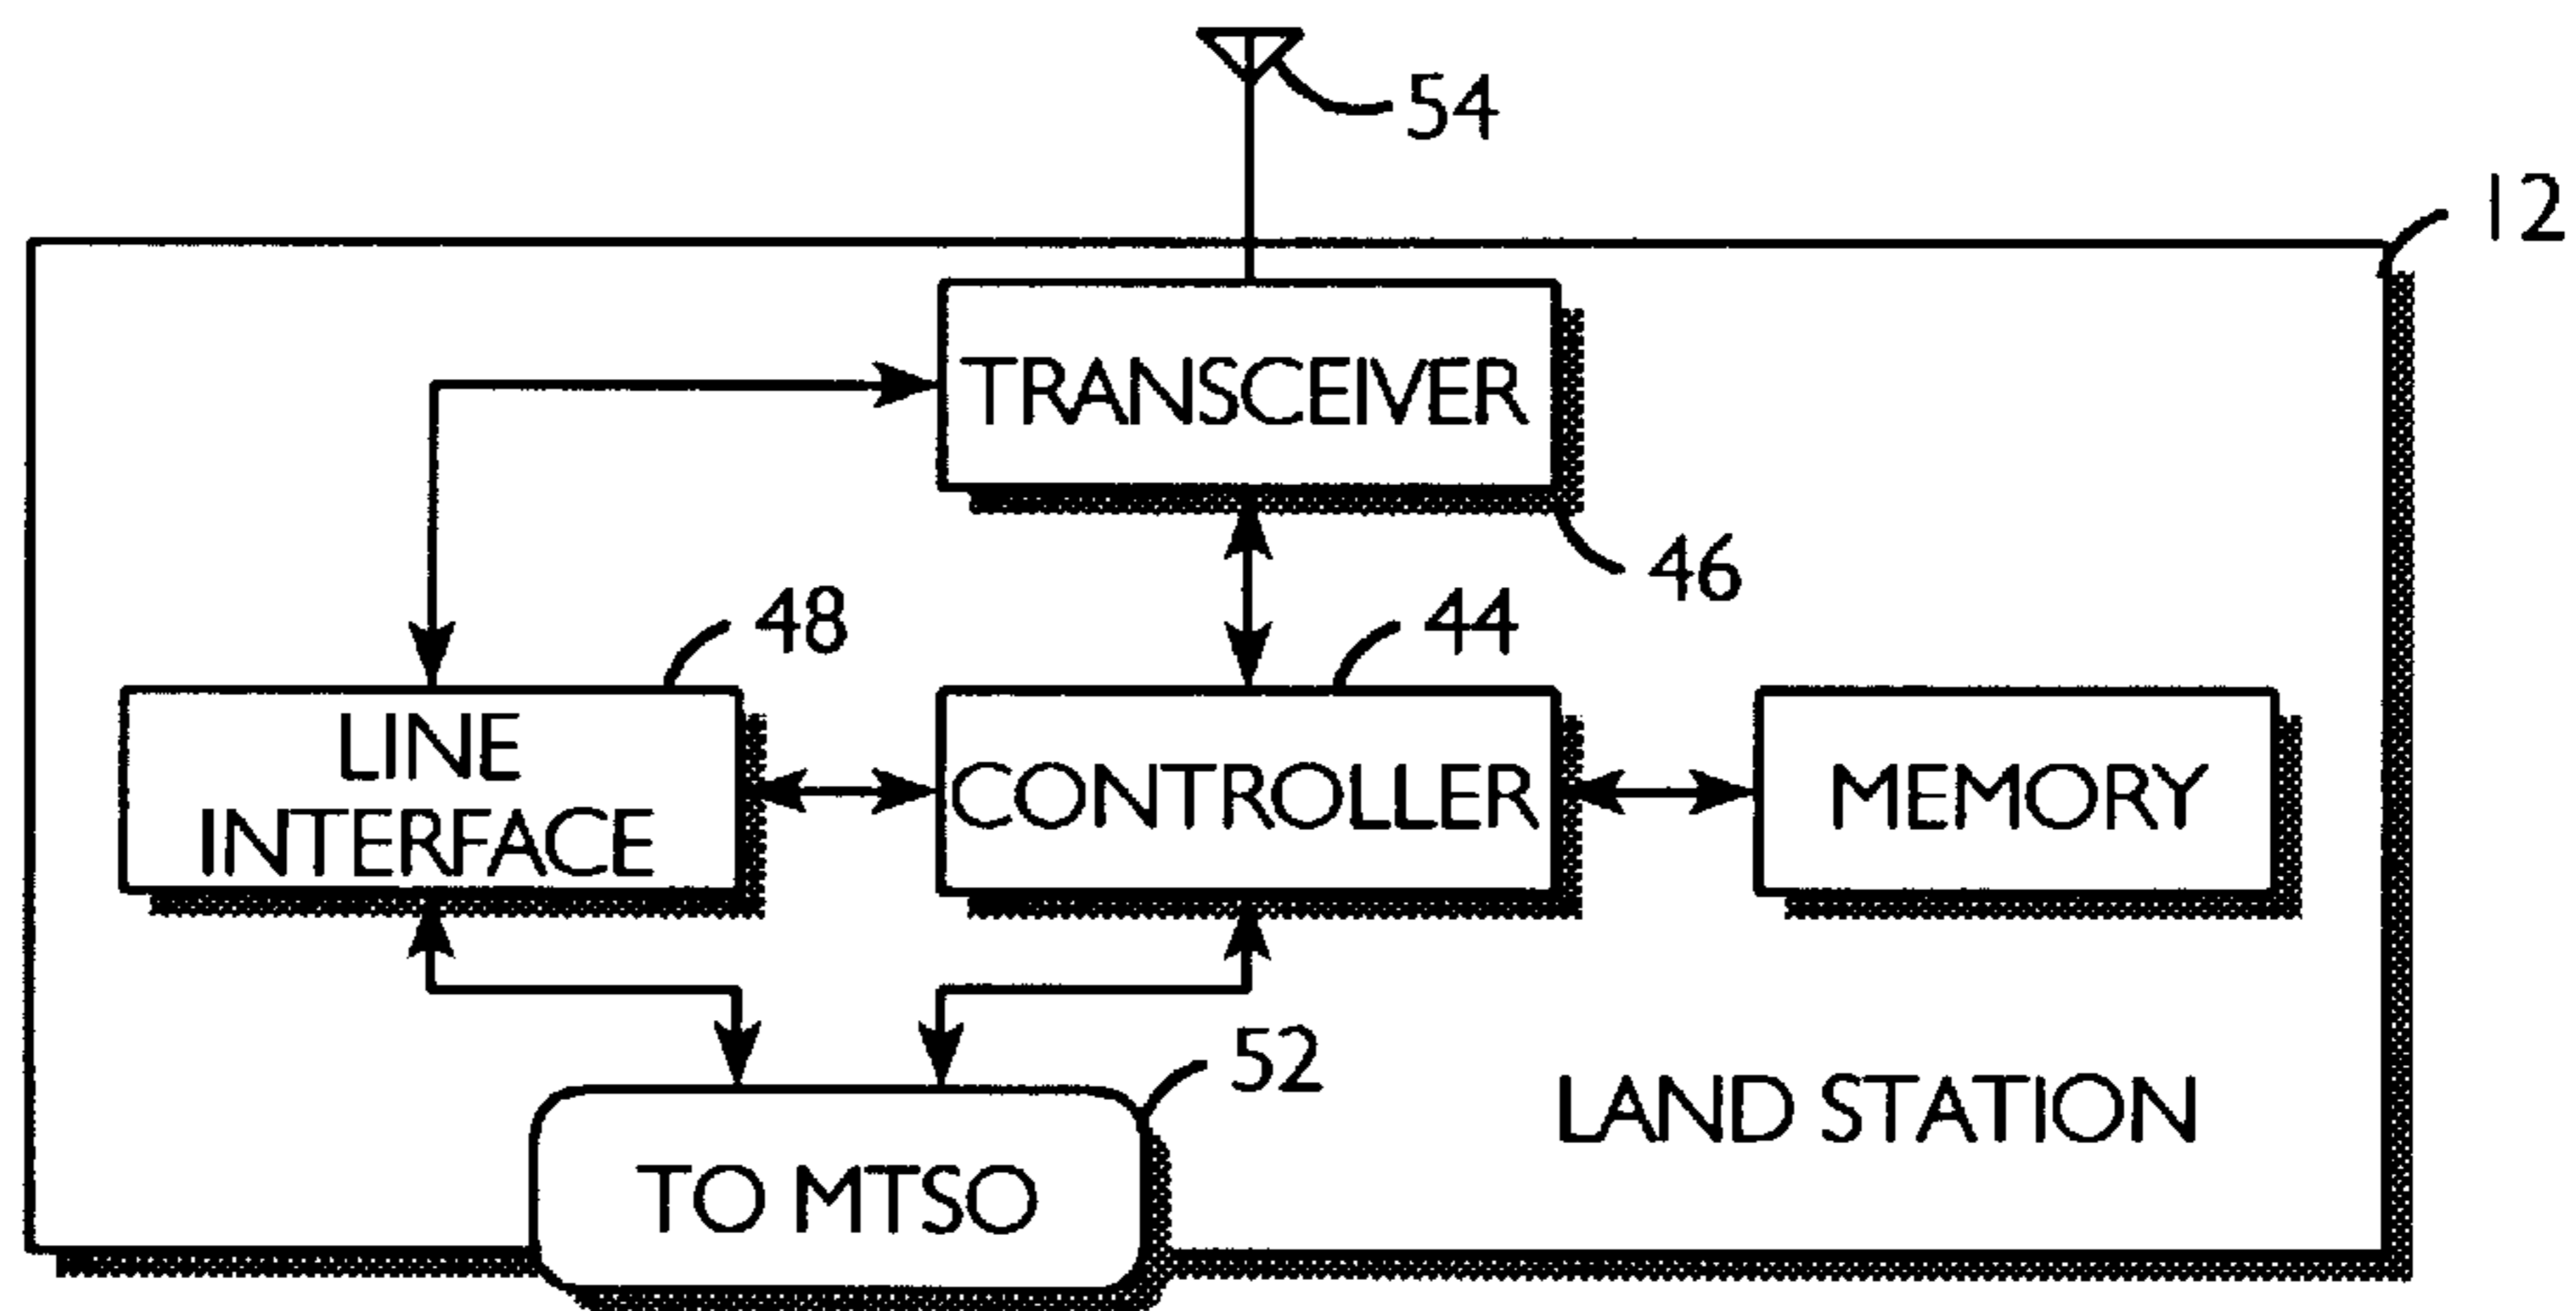 54
12
TRANSCEIVER
46
48
44
LINE
INTERFACE
CONTROLLER
MEMORY
52
LAND STATION
TO MTSO